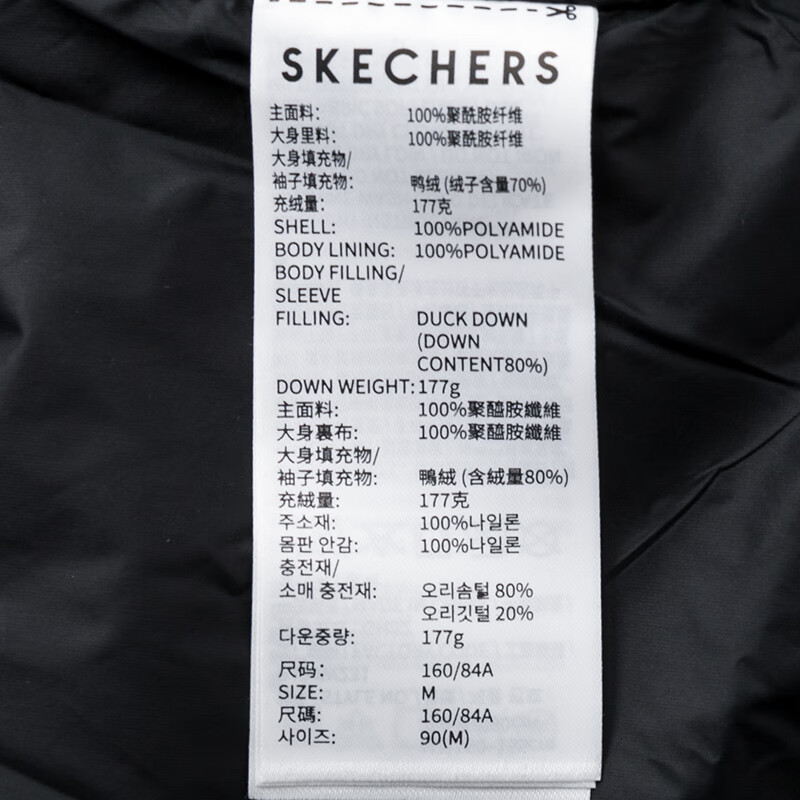 SKECHERS
主面料: 100%聚酰胺纤维
大身里料: 100%聚酰胺纤维
大身填充物/
袖子填充物: 鸭绒 (绒子含量70%)
充绒量: 177克
SHELL: 100%POLYAMIDE
BODY LINING: 100%POLYAMIDE
BODY FILLING/
SLEEVE
FILLING: DUCK DOWN
(DOWN
CONTENT80%)
DOWN WEIGHT: 177g
主面料: 100%聚醯胺纖維
大身裏布: 100%聚醯胺纖維
大身填充物/
袖子填充物: 鴨絨 (含絨量80%)
充絨量: 177克
주소재: 100%나일론
몸판 안감: 100%나일론
충전재/
소매 충전재: 오리솜털 80%
오리깃털 20%
다운중량: 177g
尺码: 160/84A
SIZE: M
尺碼: 160/84A
사이즈: 90(M)